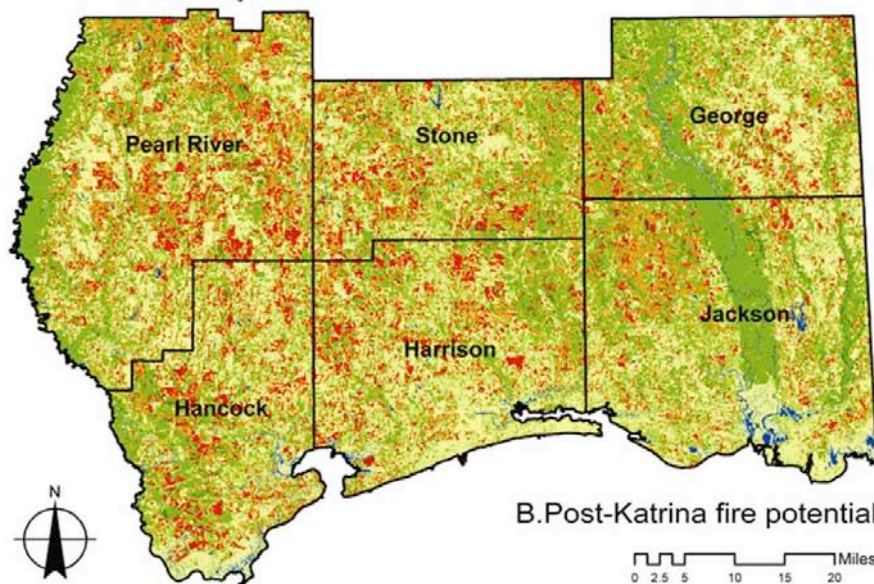 George
Stone
Pearl River
Jackson
Harrison
Hancock
N
B.Post-Katrina fire potential
Miles
0 2.5 5 10 15 20